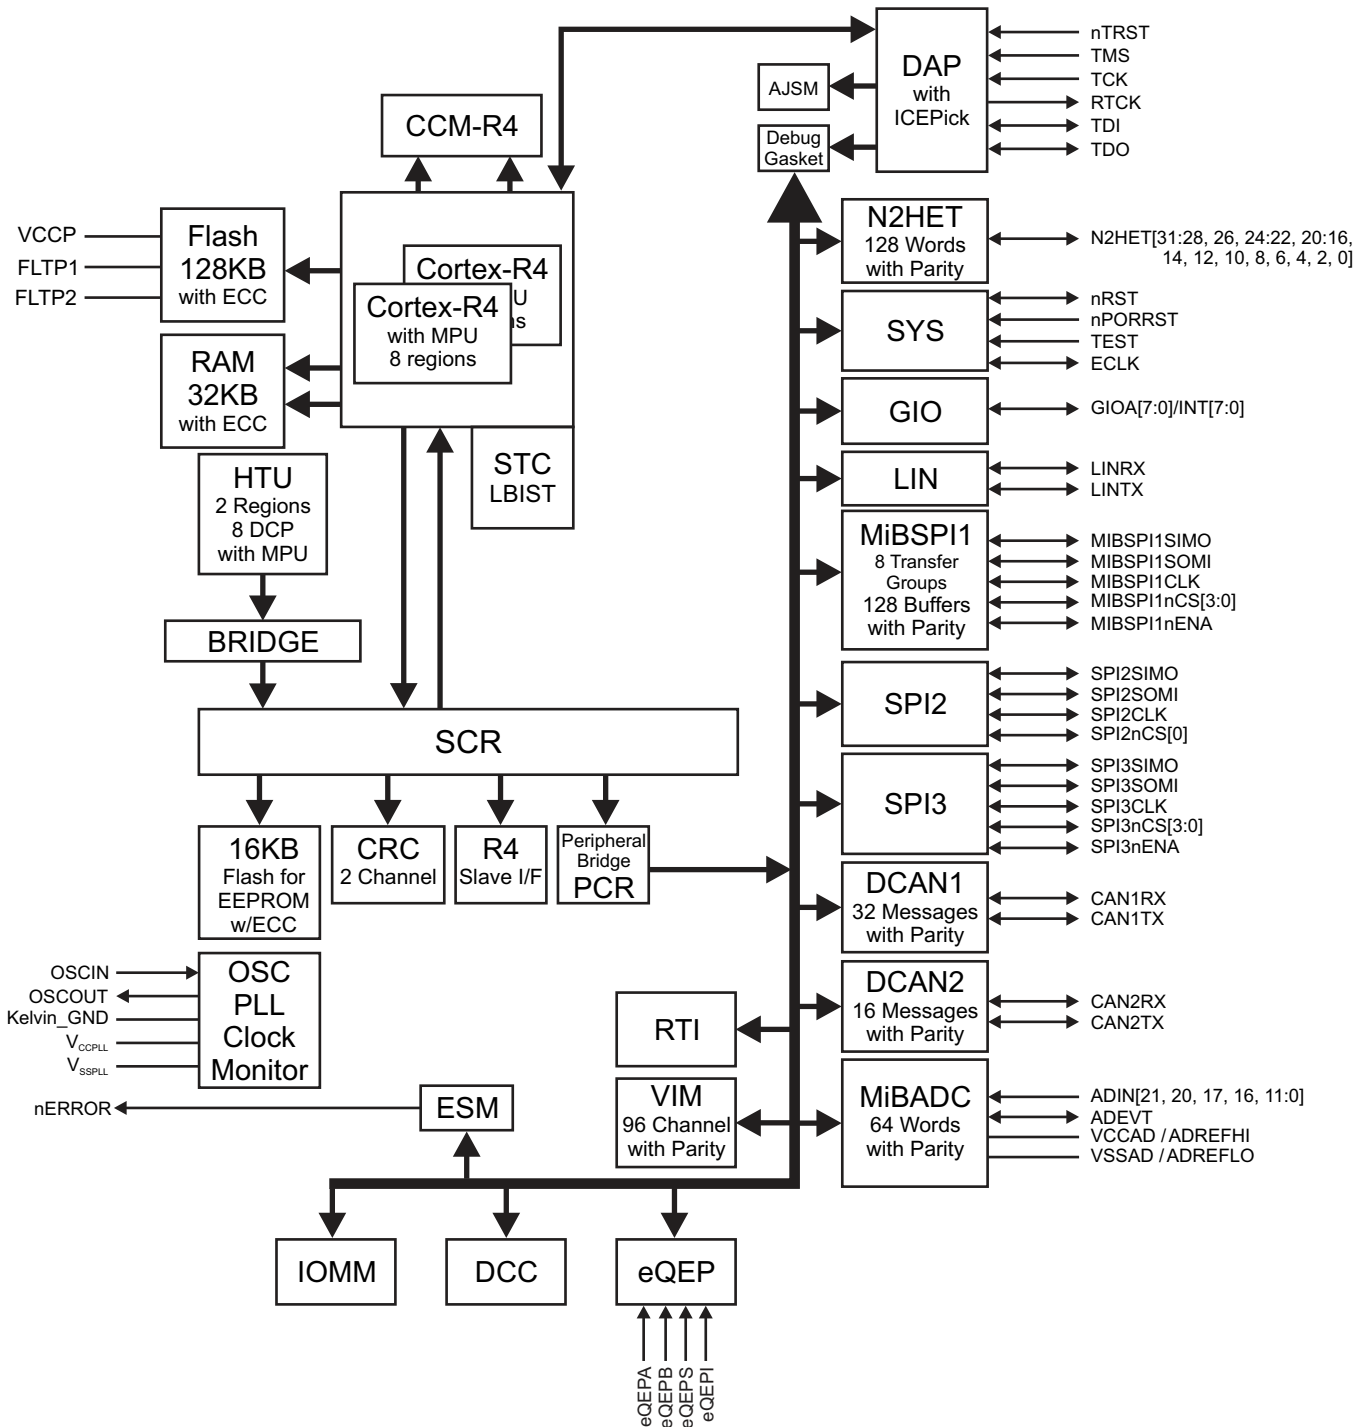 DAP
with
ICEPick
nTRST
TMS
TCK
RTCK
TDI
TDO
AJSM
Debug
Gasket
CCM-R4
VCCP
FLTP1
FLTP2
Flash
128KB
with ECC
Cortex-R4
U
ns
Cortex-R4
with MPU
8 regions
RAM
32KB
with ECC
STC
LBIST
HTU
2 Regions
8 DCP
with MPU
BRIDGE
SCR
16KB
Flash for
EEPROM
w/ECC
CRC
2 Channel
R4
Slave I/F
Peripheral
Bridge
PCR
OSCIN
OSCOUT
Kelvin_GND
VCCPLL
VSSPLL
OSC
PLL
Clock
Monitor
nERROR
ESM
RTI
VIM
96 Channel
with Parity
IOMM
DCC
eQEP
eQEPA
eQEPB
eQEPS
eQEPI
N2HET
128 Words
with Parity
N2HET[31:28, 26, 24:22, 20:16,
14, 12, 10, 8, 6, 4, 2, 0]
SYS
nRST
nPORRST
TEST
ECLK
GIO
GIOA[7:0]/INT[7:0]
LIN
LINRX
LINTX
MiBSPI1
8 Transfer
Groups
128 Buffers
with Parity
MIBSPI1SIMO
MIBSPI1SOMI
MIBSPI1CLK
MIBSPI1nCS[3:0]
MIBSPI1nENA
SPI2
SPI2SIMO
SPI2SOMI
SPI2CLK
SPI2nCS[0]
SPI3
SPI3SIMO
SPI3SOMI
SPI3CLK
SPI3nCS[3:0]
SPI3nENA
DCAN1
32 Messages
with Parity
CAN1RX
CAN1TX
DCAN2
16 Messages
with Parity
CAN2RX
CAN2TX
MiBADC
64 Words
with Parity
ADIN[21, 20, 17, 16, 11:0]
ADEVT
VCCAD / ADREFHI
VSSAD / ADREFLO